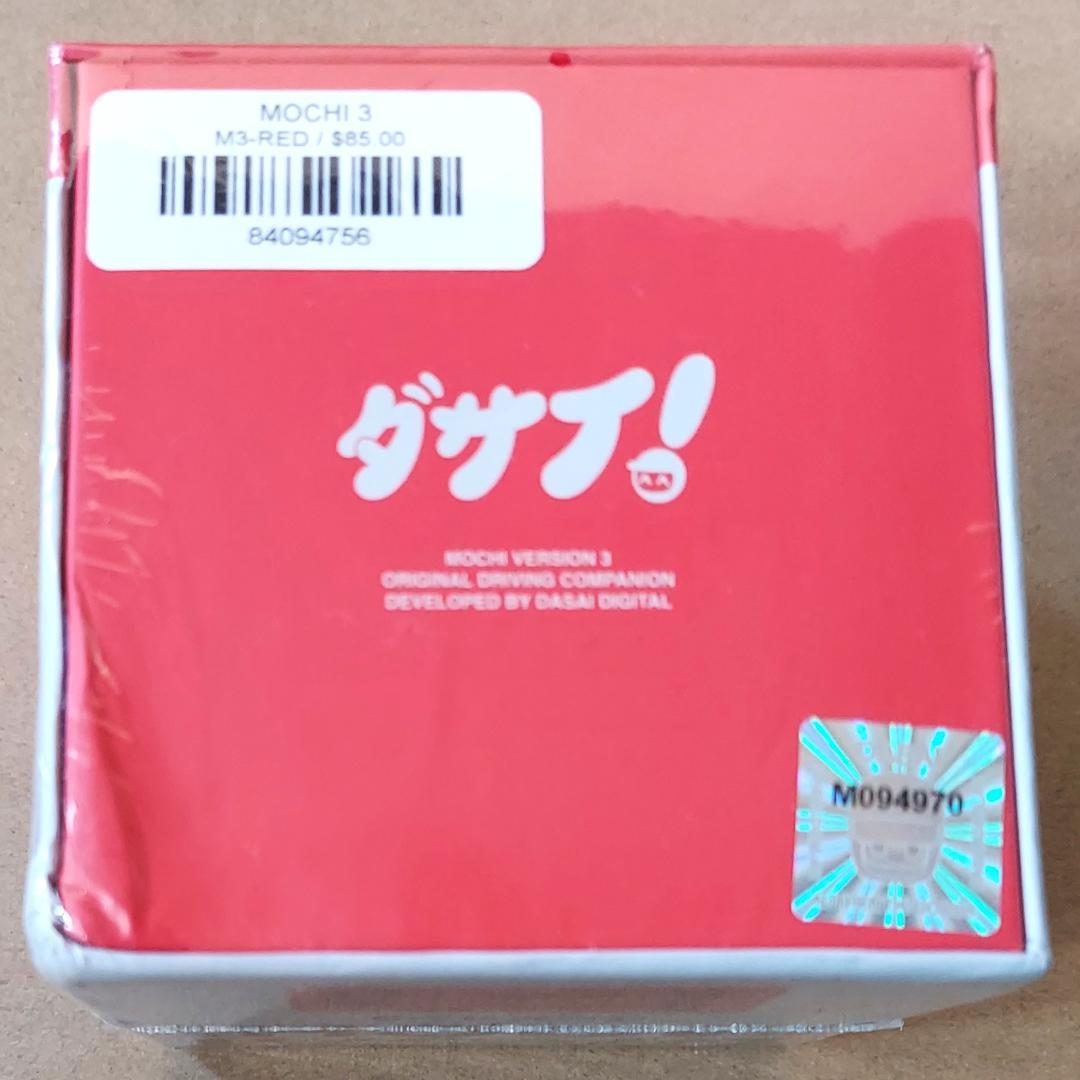 MOCHI 3
M3-RED / $85.00
84094756
ダサイ!
MOCHI VERSION 3
ORIGINAL DRIVING COMPANION
DEVELOPED BY DASAI DIGITAL
M094970